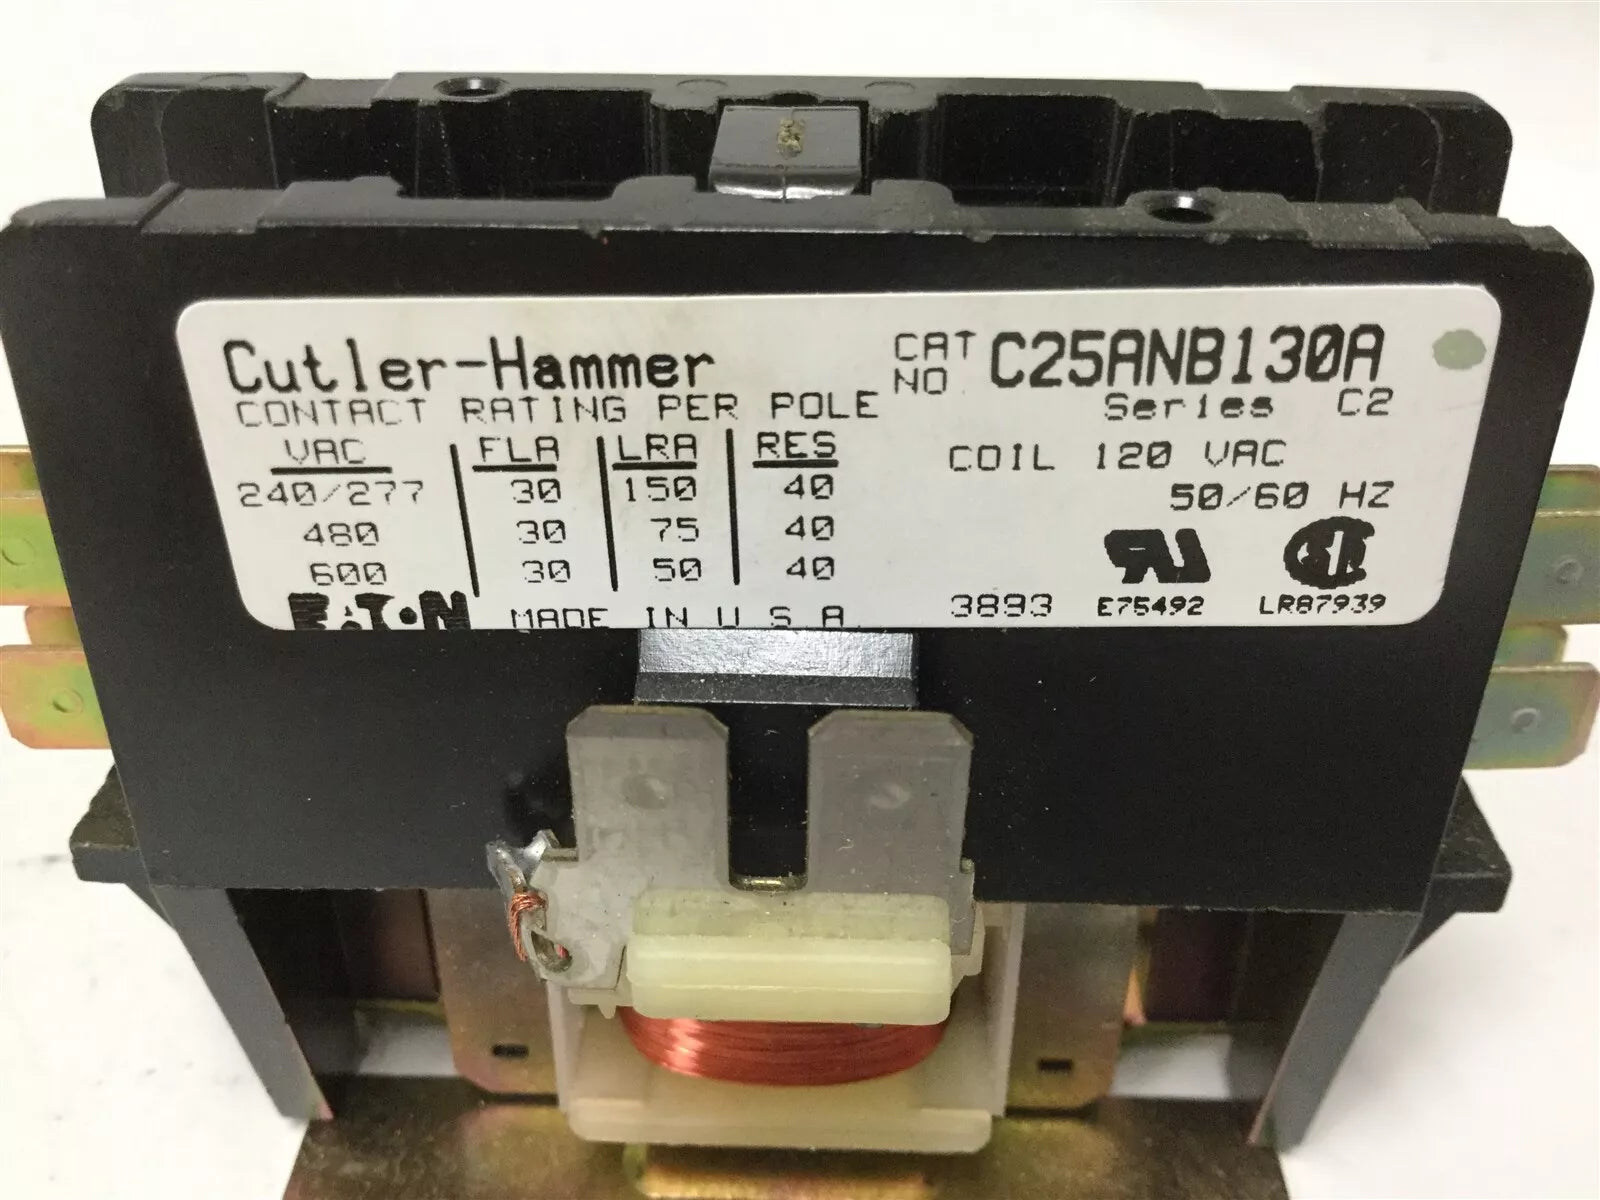 Cutler-Hammer
CAT NO C25ANB130A
Series C2
CONTACT RATING PER POLE
VAC FLA LRA RES
240/277 30 150 40
480 30 75 40
600 30 50 40
COIL 120 VAC
50/60 HZ
EATON MADE IN U.S.A.
3893 E75492 LR87939